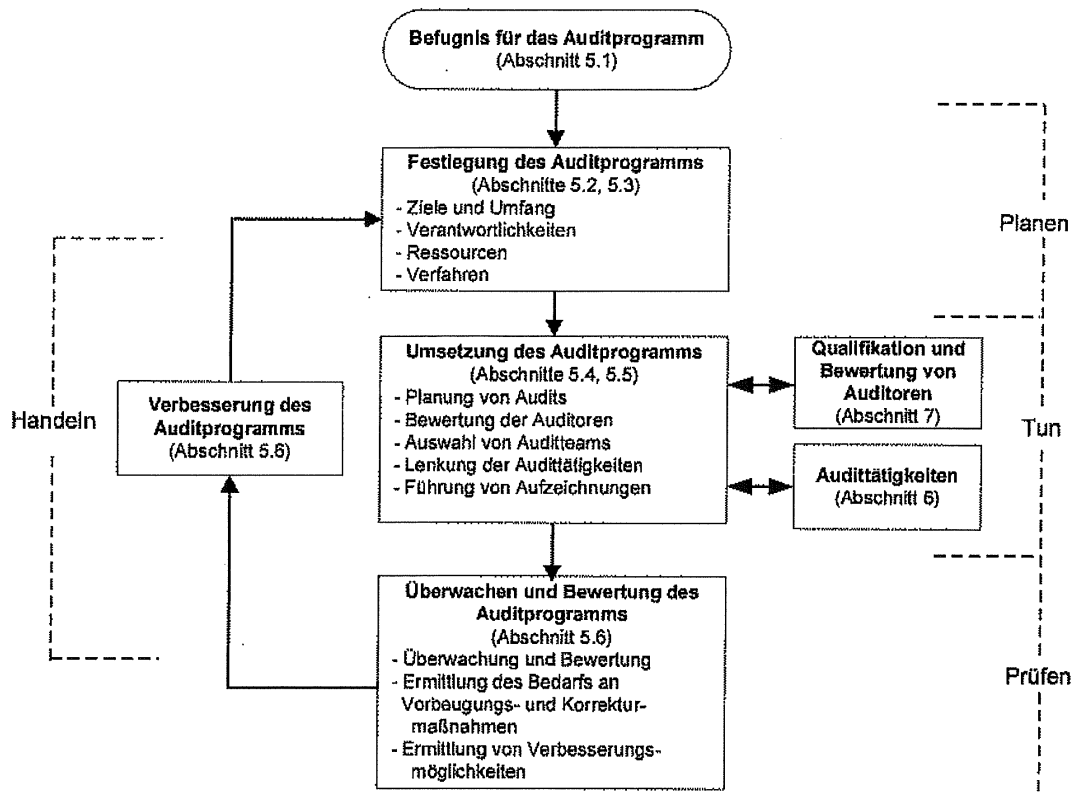 Befugnis für das Auditprogramm
(Abschnitt 5.1)
Festlegung des Auditprogramms
(Abschnitte 5.2, 5.3)
- Ziele und Umfang
- Verantwortlichkeiten
- Ressourcen
- Verfahren
Planen
Umsetzung des Auditprogramms
(Abschnitte 5.4, 5.5)
- Planung von Audits
- Bewertung der Auditoren
- Auswahl von Auditteams
- Lenkung der Audittätigkeiten
- Führung von Aufzeichnungen
Qualifikation und
Bewertung von
Auditoren
(Abschnitt 7)
Audittätigkeiten
(Abschnitt 6)
Tun
Handeln
Verbesserung des
Auditprogramms
(Abschnitt 5.6)
Überwachen und Bewertung des
Auditprogramms
(Abschnitt 5.6)
- Überwachung und Bewertung
- Ermittlung des Bedarfs an
Vorbeugungs- und Korrektur-
maßnahmen
- Ermittlung von Verbesserungs-
möglichkeiten
Prüfen